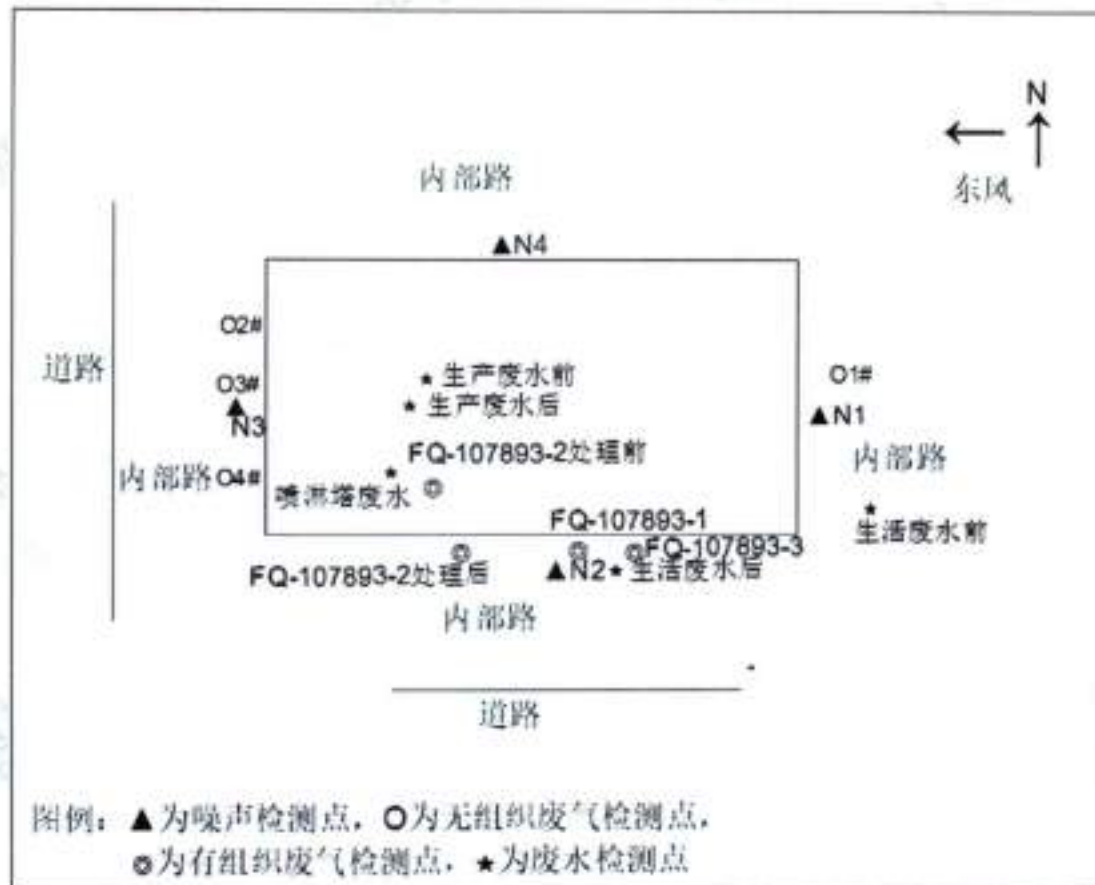 N
内部路
东风
▲N4
O2#
道路
O3#
O1#
★生产废水前
★生产废水后
▲N1
N3
FQ-107893-2处理前
内部路
内部路
O4#
喷淋塔废水
FQ-107893-1
生活废水前
FQ-107893-3
FQ-107893-2处理后
▲N2★生活废水后
内部路
道路
图例：▲为噪声检测点，O为无组织废气检测点，
◎为有组织废气检测点，★为废水检测点